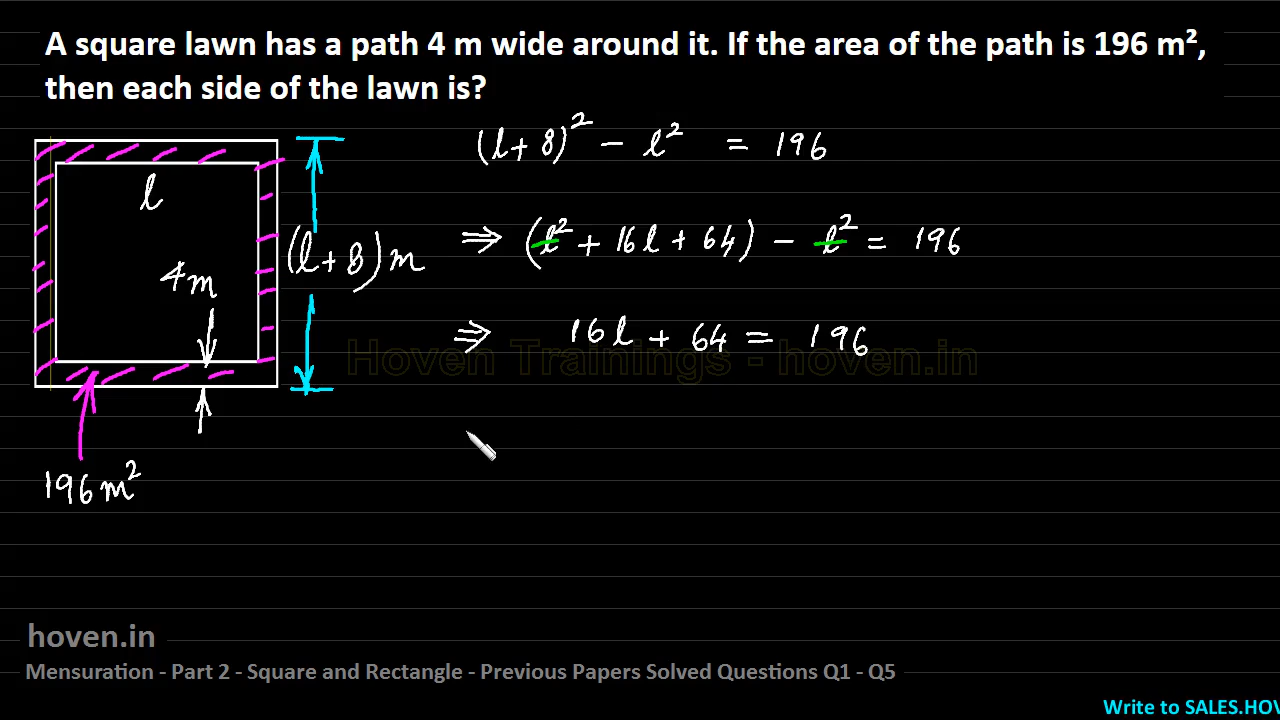 A square lawn has a path 4 m wide around it. If the area of the path is 196 m²,
then each side of the lawn is?
(l+8)² - l² = 196
l
⇒ (l² + 16l + 64) - l² = 196
(l+8)m
4m
⇒ 16l + 64 = 196
Hoven Trainings - hoven.in
196m²
hoven.in
Mensuration - Part 2 - Square and Rectangle - Previous Papers Solved Questions Q1 - Q5
Write to SALES.HOV